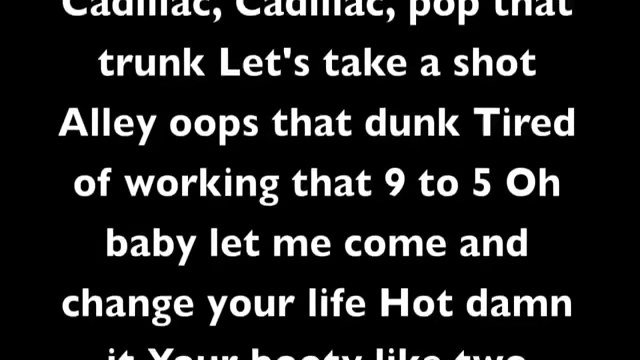 Cadillac, Cadillac, pop that
trunk Let's take a shot
Alley oops that dunk Tired
of working that 9 to 5 Oh
baby let me come and
change your life Hot damn
it Your booty like two